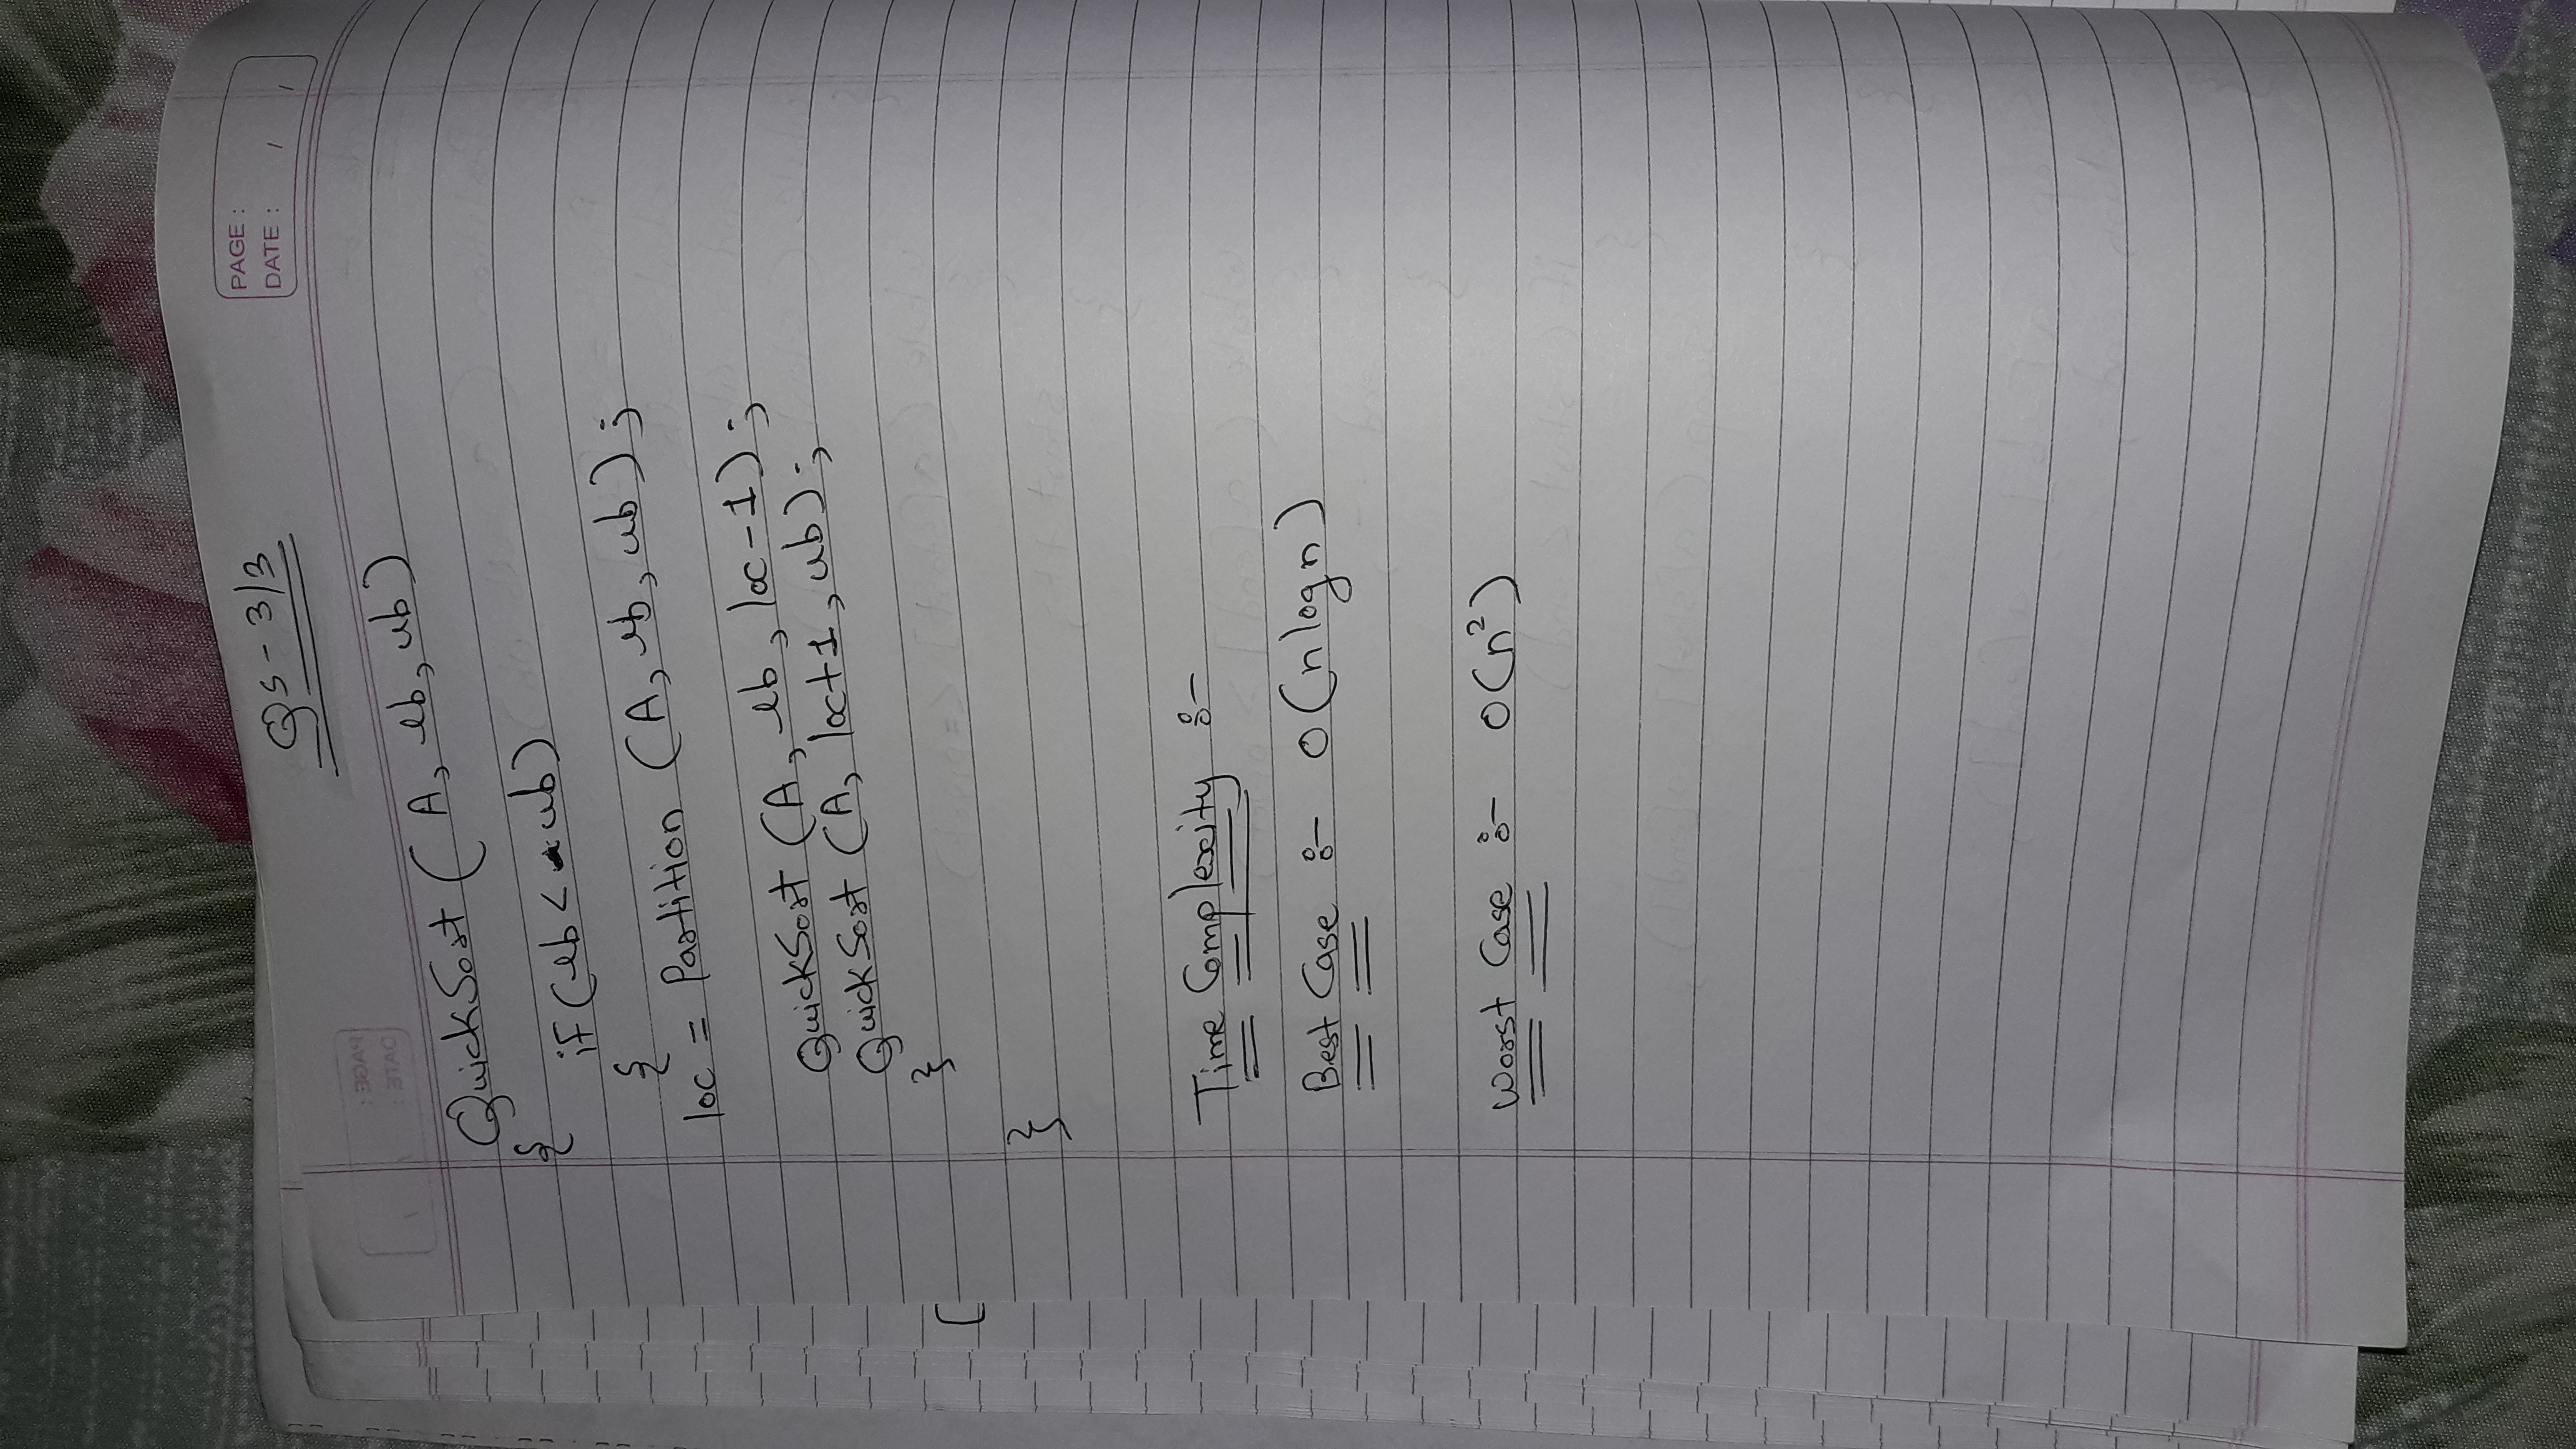 QS - 3/3
PAGE :
DATE : / /
QuickSort (A, lb, ub)
{
if (lb < ub)
{
loc = Partition (A, lb, ub);
QuickSort (A, lb, loc-1);
QuickSort (A, loc+1, ub);
}
}
Time Complexity :-
Best Case :- O(n log n)
Worst Case :- O(n²)